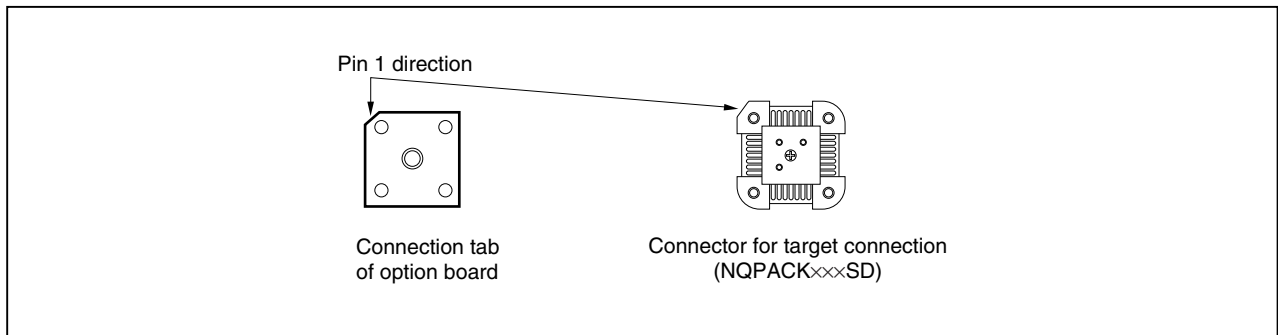 Pin 1 direction
Connection tab
of option board
Connector for target connection
(NQPACK×××SD)